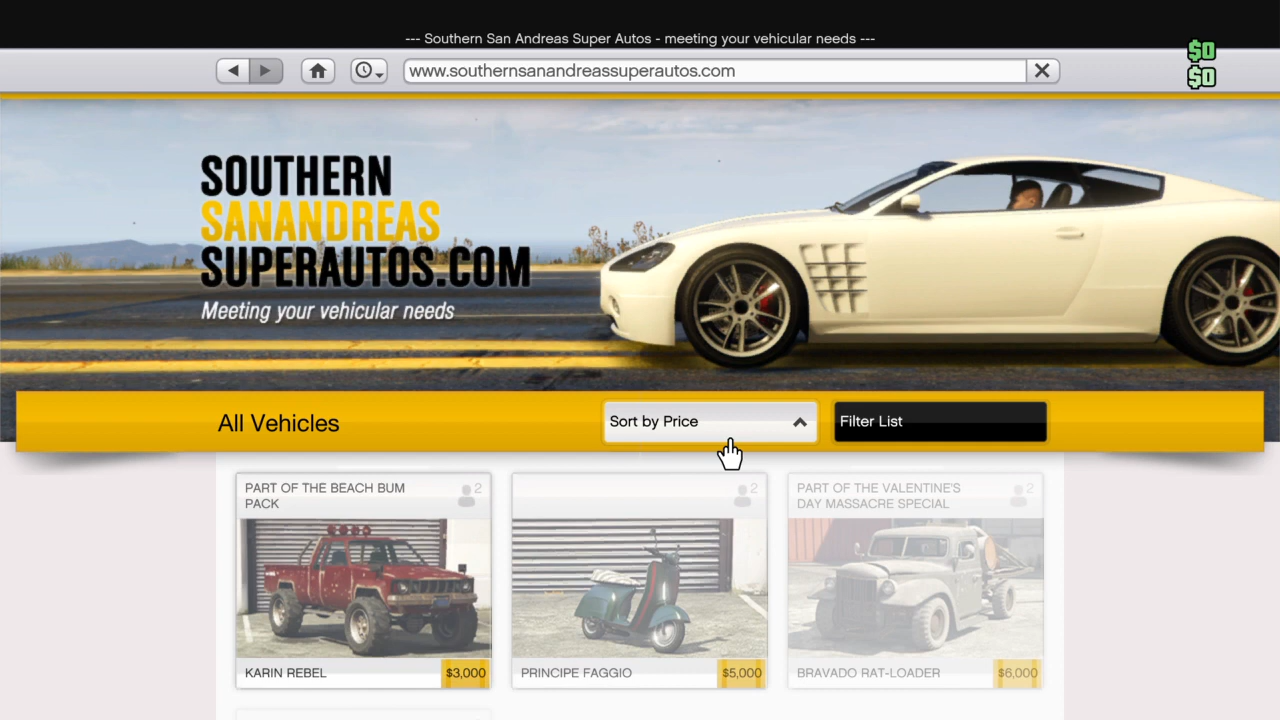 --- Southern San Andreas Super Autos - meeting your vehicular needs ---
www.southernsanandreassuperautos.com
$0
$0
SOUTHERN
SANANDREAS
SUPERAUTOS.COM
Meeting your vehicular needs
All Vehicles
Sort by Price
Filter List
PART OF THE BEACH BUM
PACK
2
2
PART OF THE VALENTINE'S
DAY MASSACRE SPECIAL
2
KARIN REBEL
$3,000
PRINCIPE FAGGIO
$5,000
BRAVADO RAT-LOADER
$6,000